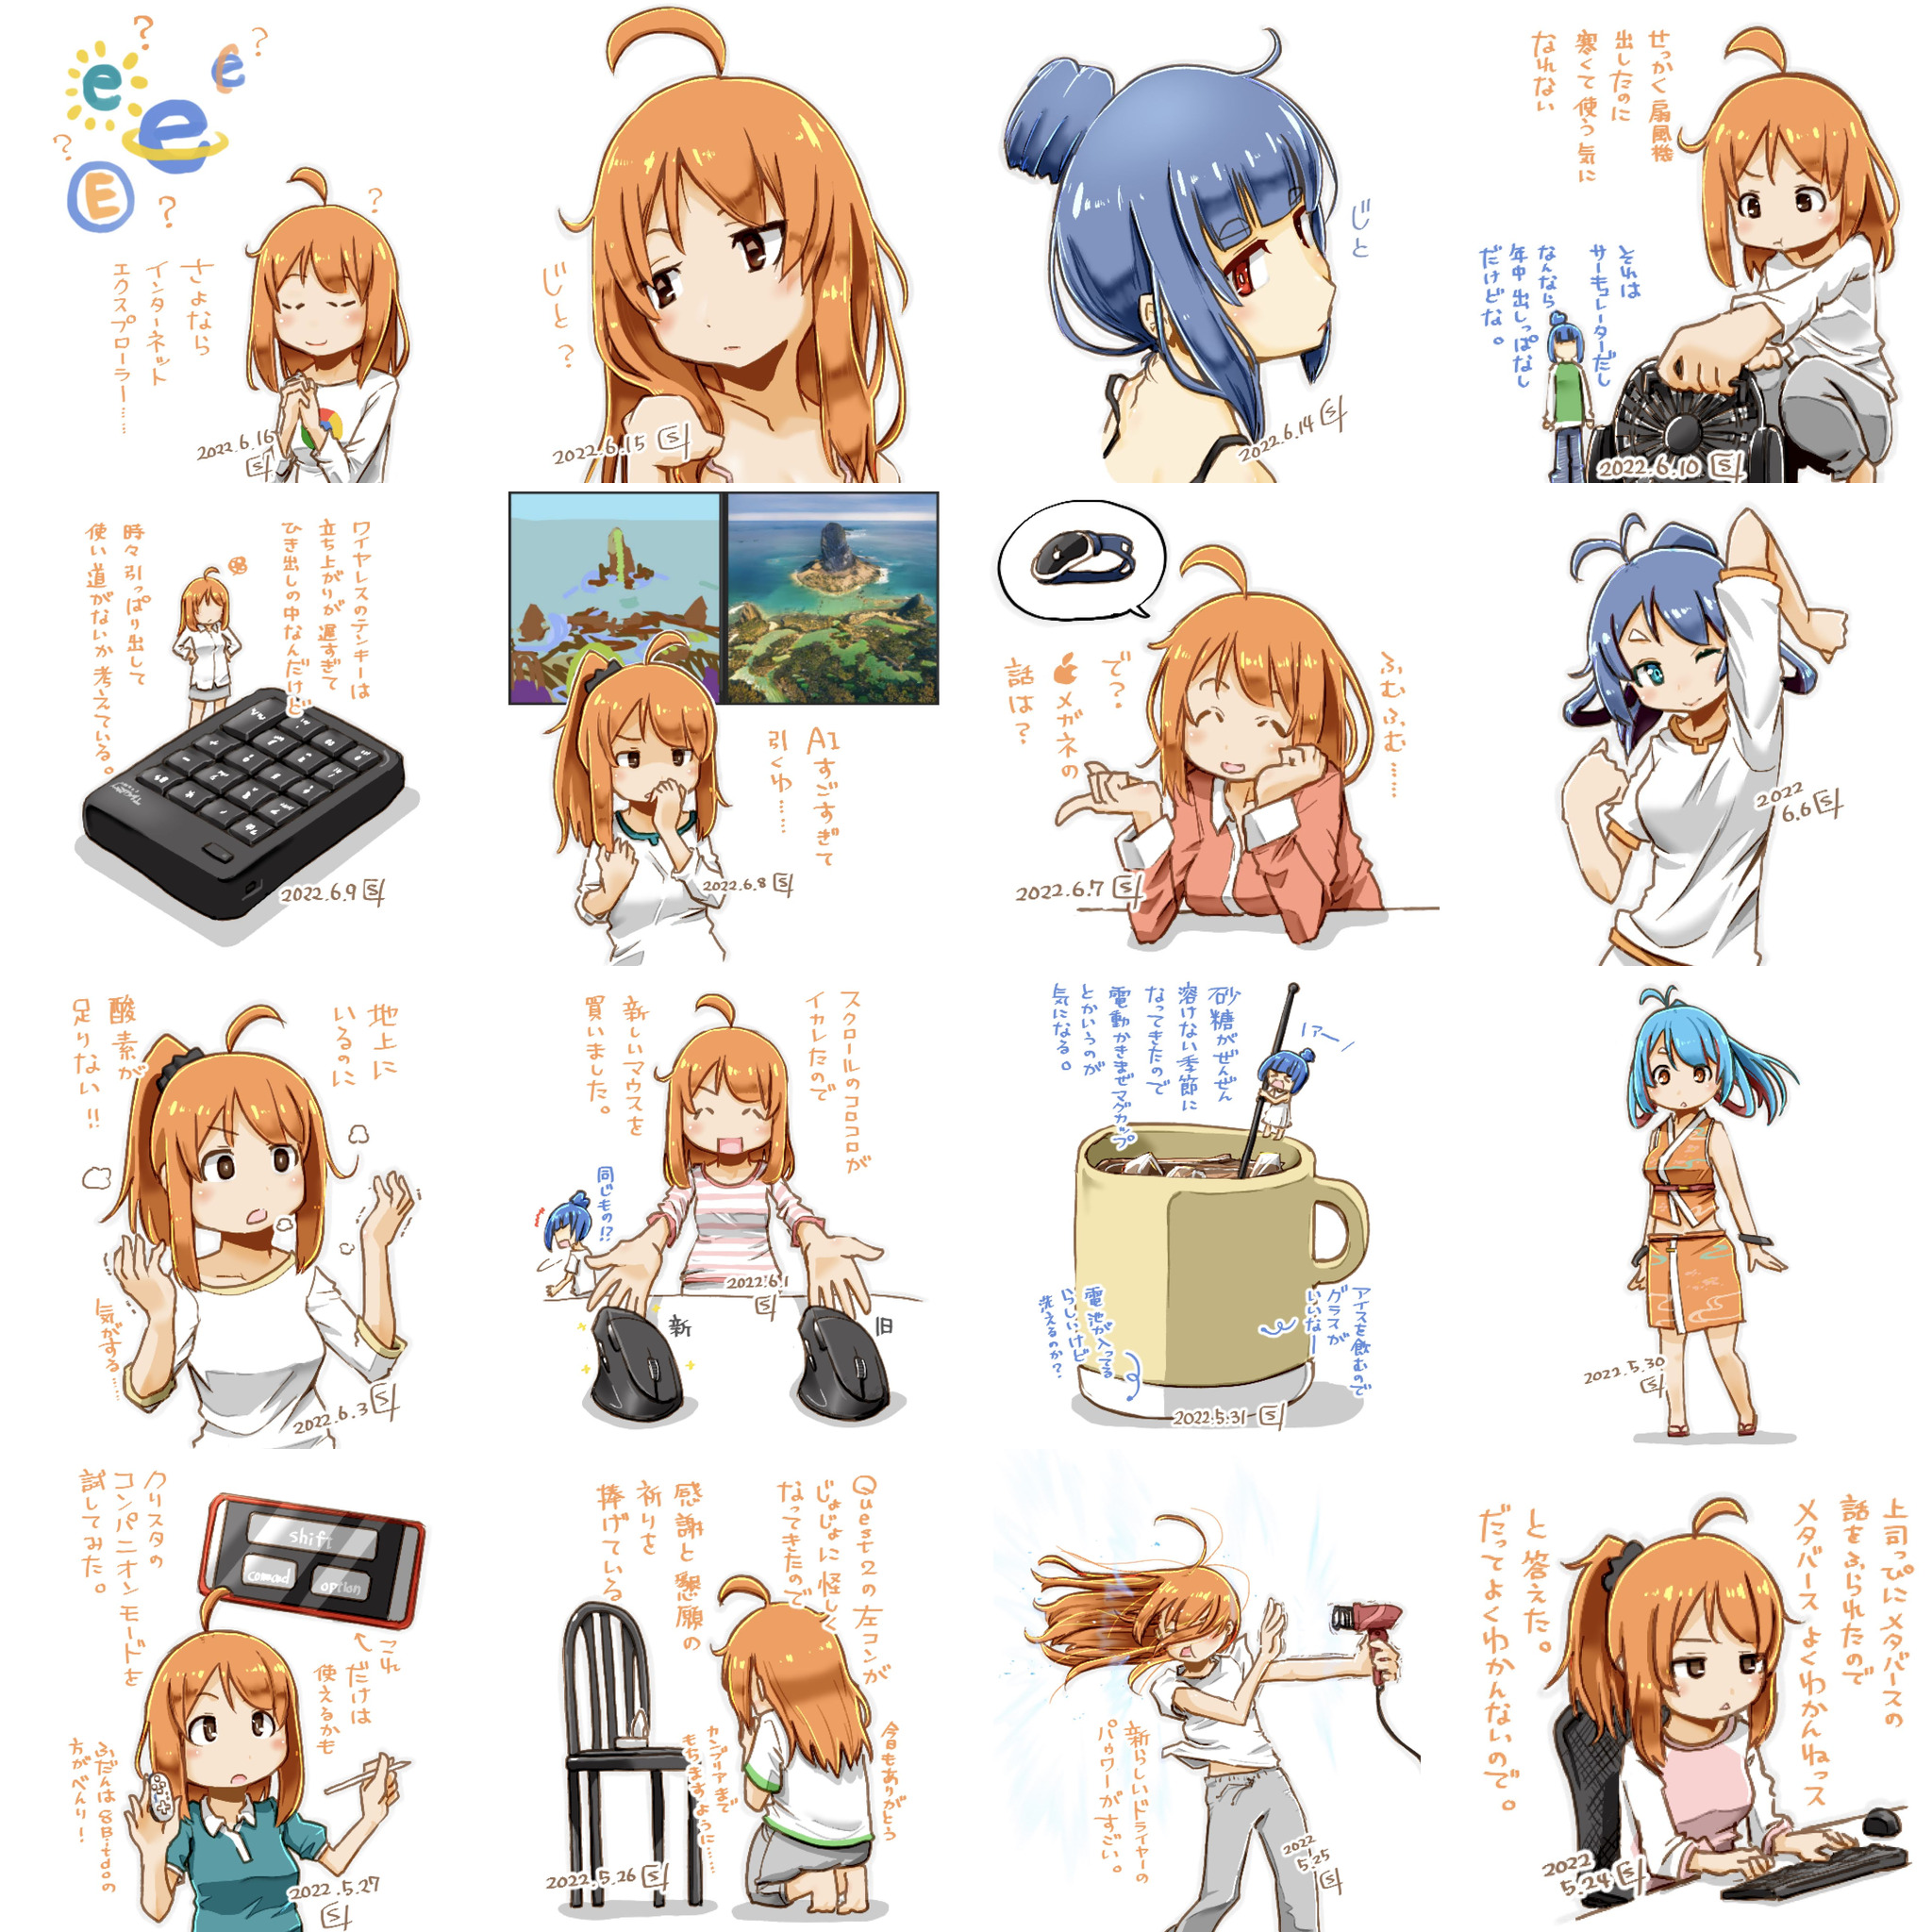 ?
?
?
?
?
e
e
e
E
さよなら
インターネット
エクスプローラー……
2022.6.16
じと?
2022.6.15
じと
2022.6.14
せっかく扇風機
出したのに
寒くて使う気に
なれない
それは
サーキュレーターだし
なんなら
年中出しっぱなし
だけどな。
2022.6.10
ワイヤレスのテンキーは
立ち上がりが遅すぎて
ひき出しの中なんだけど
時々引っぱり出して
使い道がないか考えている。
2022.6.9
AIすごすぎて
引くわ……
2022.6.8
ふむふむ……
で?
メガネの
話は?
2022.6.7
2022
6.6
地上に
いるのに
酸素が
足りない!!
気がする……
2022.6.3
スクロールのコロコロが
イカレたので
新しいマウスを
買いました。
同じもの!?
新
旧
2022.6.1
砂糖がぜんぜん
溶けない季節に
なってきたので
電動かきまぜマグカップ
とかいうのが
気になる。
アイスを飲むので
グラスが
いいなー
電池が入ってる
らしいけど
洗えるのか?
2022.5.31
2022.5.30
クリスタの
コンパニオンモードを
試してみた。
shift
command
option
これ
だけは
使えるかも
ふだんは8Bitdoの
方がべんり!
2022.5.27
Quest2の左コンが
じょじょに怪しく
なってきたので
感謝と懇願の
祈りを
捧げている
今日もありがとう
カンブリアまで
もちますように……
2022.5.26
新らしいドライヤーの
パゥワーがすごい。
2022
5.25
上司っぴにメタバースの
話をふられたので
メタバースよくわかんねっス
と答えた。
だってよくわかんないので。
2022
5.24